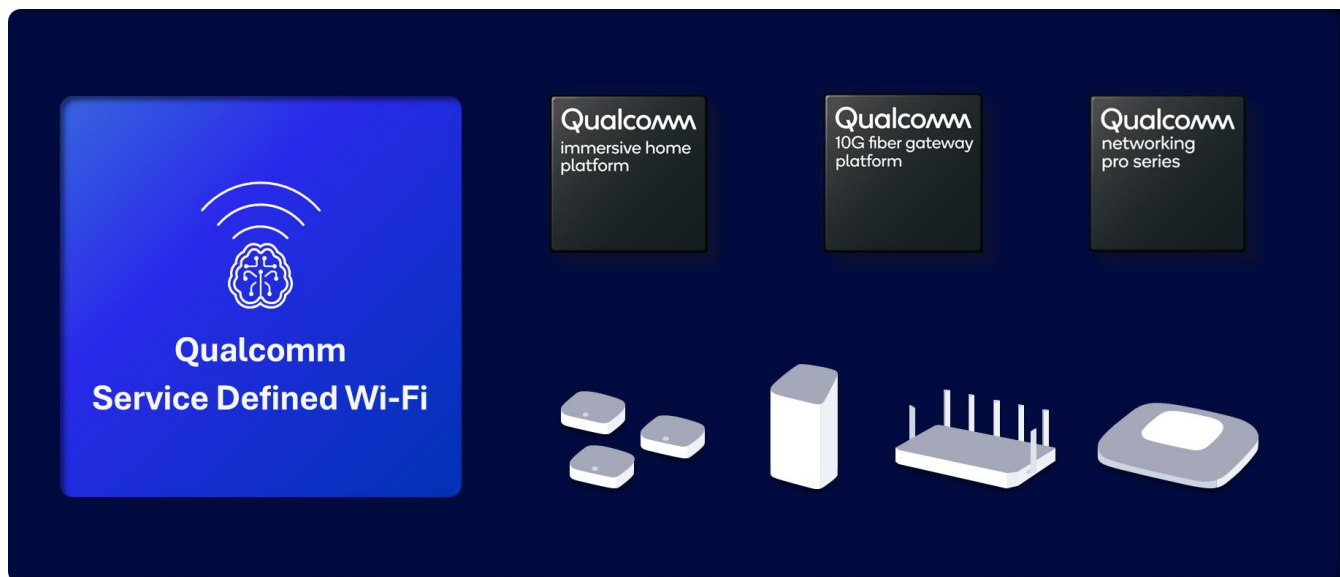 Qualcomm
Service Defined Wi-Fi
Qualcomm
immersive home
platform
Qualcomm
10G fiber gateway
platform
Qualcomm
networking
pro series